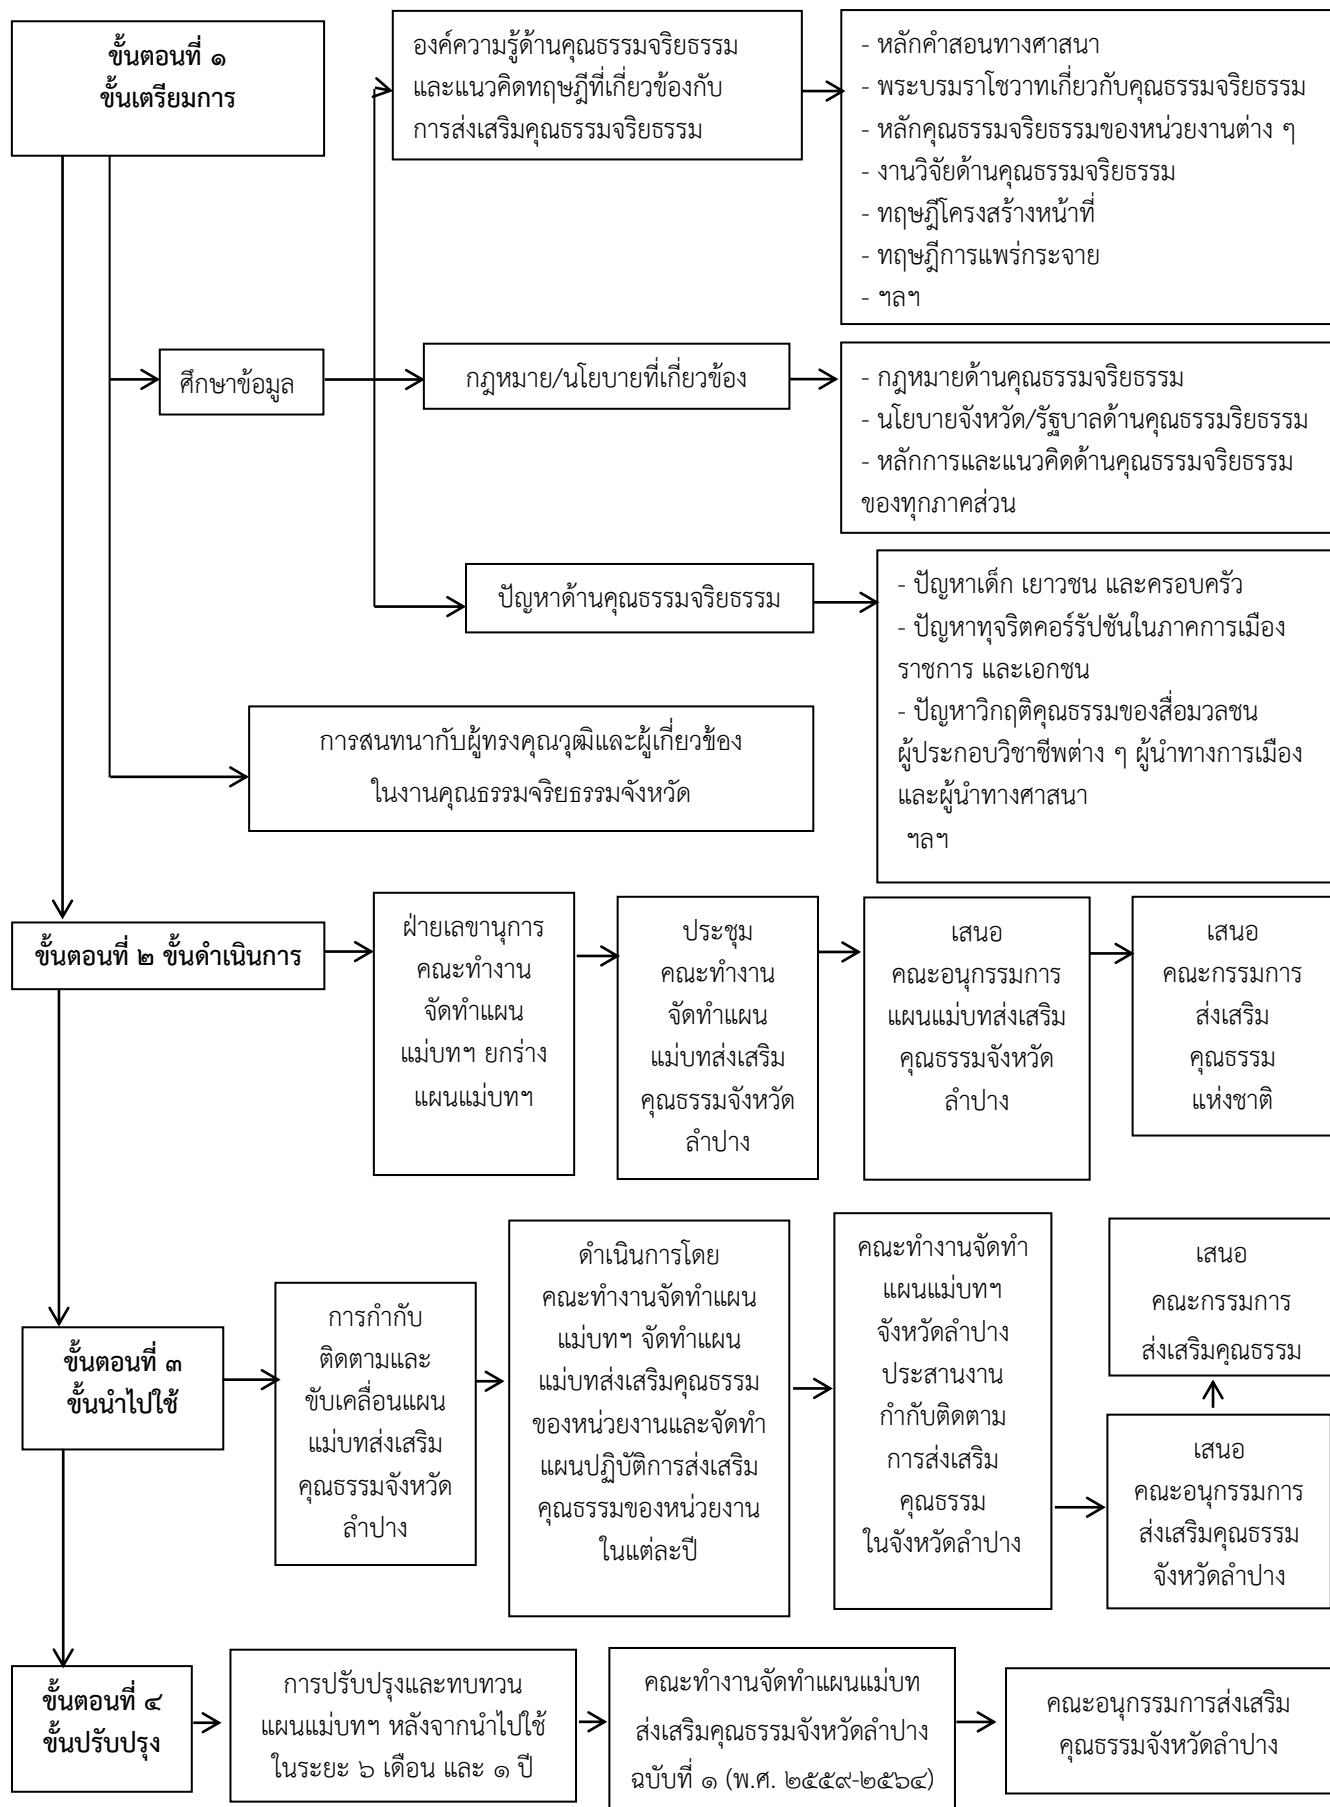 ขั้นตอนที่ ๑
ขั้นเตรียมการ
องค์ความรู้ด้านคุณธรรมจริยธรรม
และแนวคิดทฤษฎีที่เกี่ยวข้องกับ
การส่งเสริมคุณธรรมจริยธรรม
- หลักคำสอนทางศาสนา
- พระบรมราโชวาทเกี่ยวกับคุณธรรมจริยธรรม
- หลักคุณธรรมจริยธรรมของหน่วยงานต่าง ๆ
- งานวิจัยด้านคุณธรรมจริยธรรม
- ทฤษฎีโครงสร้างหน้าที่
- ทฤษฎีการแพร่กระจาย
- ฯลฯ
ศึกษาข้อมูล
กฎหมาย/นโยบายที่เกี่ยวข้อง
- กฎหมายด้านคุณธรรมจริยธรรม
- นโยบายจังหวัด/รัฐบาลด้านคุณธรรมริยธรรม
- หลักการและแนวคิดด้านคุณธรรมจริยธรรม
ของทุกภาคส่วน
ปัญหาด้านคุณธรรมจริยธรรม
- ปัญหาเด็ก เยาวชน และครอบครัว
- ปัญหาทุจริตคอร์รัปชันในภาคการเมือง
ราชการ และเอกชน
- ปัญหาวิกฤติคุณธรรมของสื่อมวลชน
ผู้ประกอบวิชาชีพต่าง ๆ ผู้นำทางการเมือง
และผู้นำทางศาสนา
ฯลฯ
การสนทนากับผู้ทรงคุณวุฒิและผู้เกี่ยวข้อง
ในงานคุณธรรมจริยธรรมจังหวัด
ขั้นตอนที่ ๒ ขั้นดำเนินการ
ฝ่ายเลขานุการ
คณะทำงาน
จัดทำแผน
แม่บทฯ ยกร่าง
แผนแม่บทฯ
ประชุม
คณะทำงาน
จัดทำแผน
แม่บทส่งเสริม
คุณธรรมจังหวัด
ลำปาง
เสนอ
คณะอนุกรรมการ
แผนแม่บทส่งเสริม
คุณธรรมจังหวัด
ลำปาง
เสนอ
คณะกรรมการ
ส่งเสริม
คุณธรรม
แห่งชาติ
ขั้นตอนที่ ๓
ขั้นนำไปใช้
การกำกับ
ติดตามและ
ขับเคลื่อนแผน
แม่บทส่งเสริม
คุณธรรมจังหวัด
ลำปาง
ดำเนินการโดย
คณะทำงานจัดทำแผน
แม่บทฯ จัดทำแผน
แม่บทส่งเสริมคุณธรรม
ของหน่วยงานและจัดทำ
แผนปฏิบัติการส่งเสริม
คุณธรรมของหน่วยงาน
ในแต่ละปี
คณะทำงานจัดทำ
แผนแม่บทฯ
จังหวัดลำปาง
ประสานงาน
กำกับติดตาม
การส่งเสริม
คุณธรรม
ในจังหวัดลำปาง
เสนอ
คณะกรรมการ
ส่งเสริมคุณธรรม
เสนอ
คณะอนุกรรมการ
ส่งเสริมคุณธรรม
จังหวัดลำปาง
ขั้นตอนที่ ๔
ขั้นปรับปรุง
การปรับปรุงและทบทวน
แผนแม่บทฯ หลังจากนำไปใช้
ในระยะ ๖ เดือน และ ๑ ปี
คณะทำงานจัดทำแผนแม่บท
ส่งเสริมคุณธรรมจังหวัดลำปาง
ฉบับที่ ๑ (พ.ศ. ๒๕๕๙-๒๕๖๔)
คณะอนุกรรมการส่งเสริม
คุณธรรมจังหวัดลำปาง